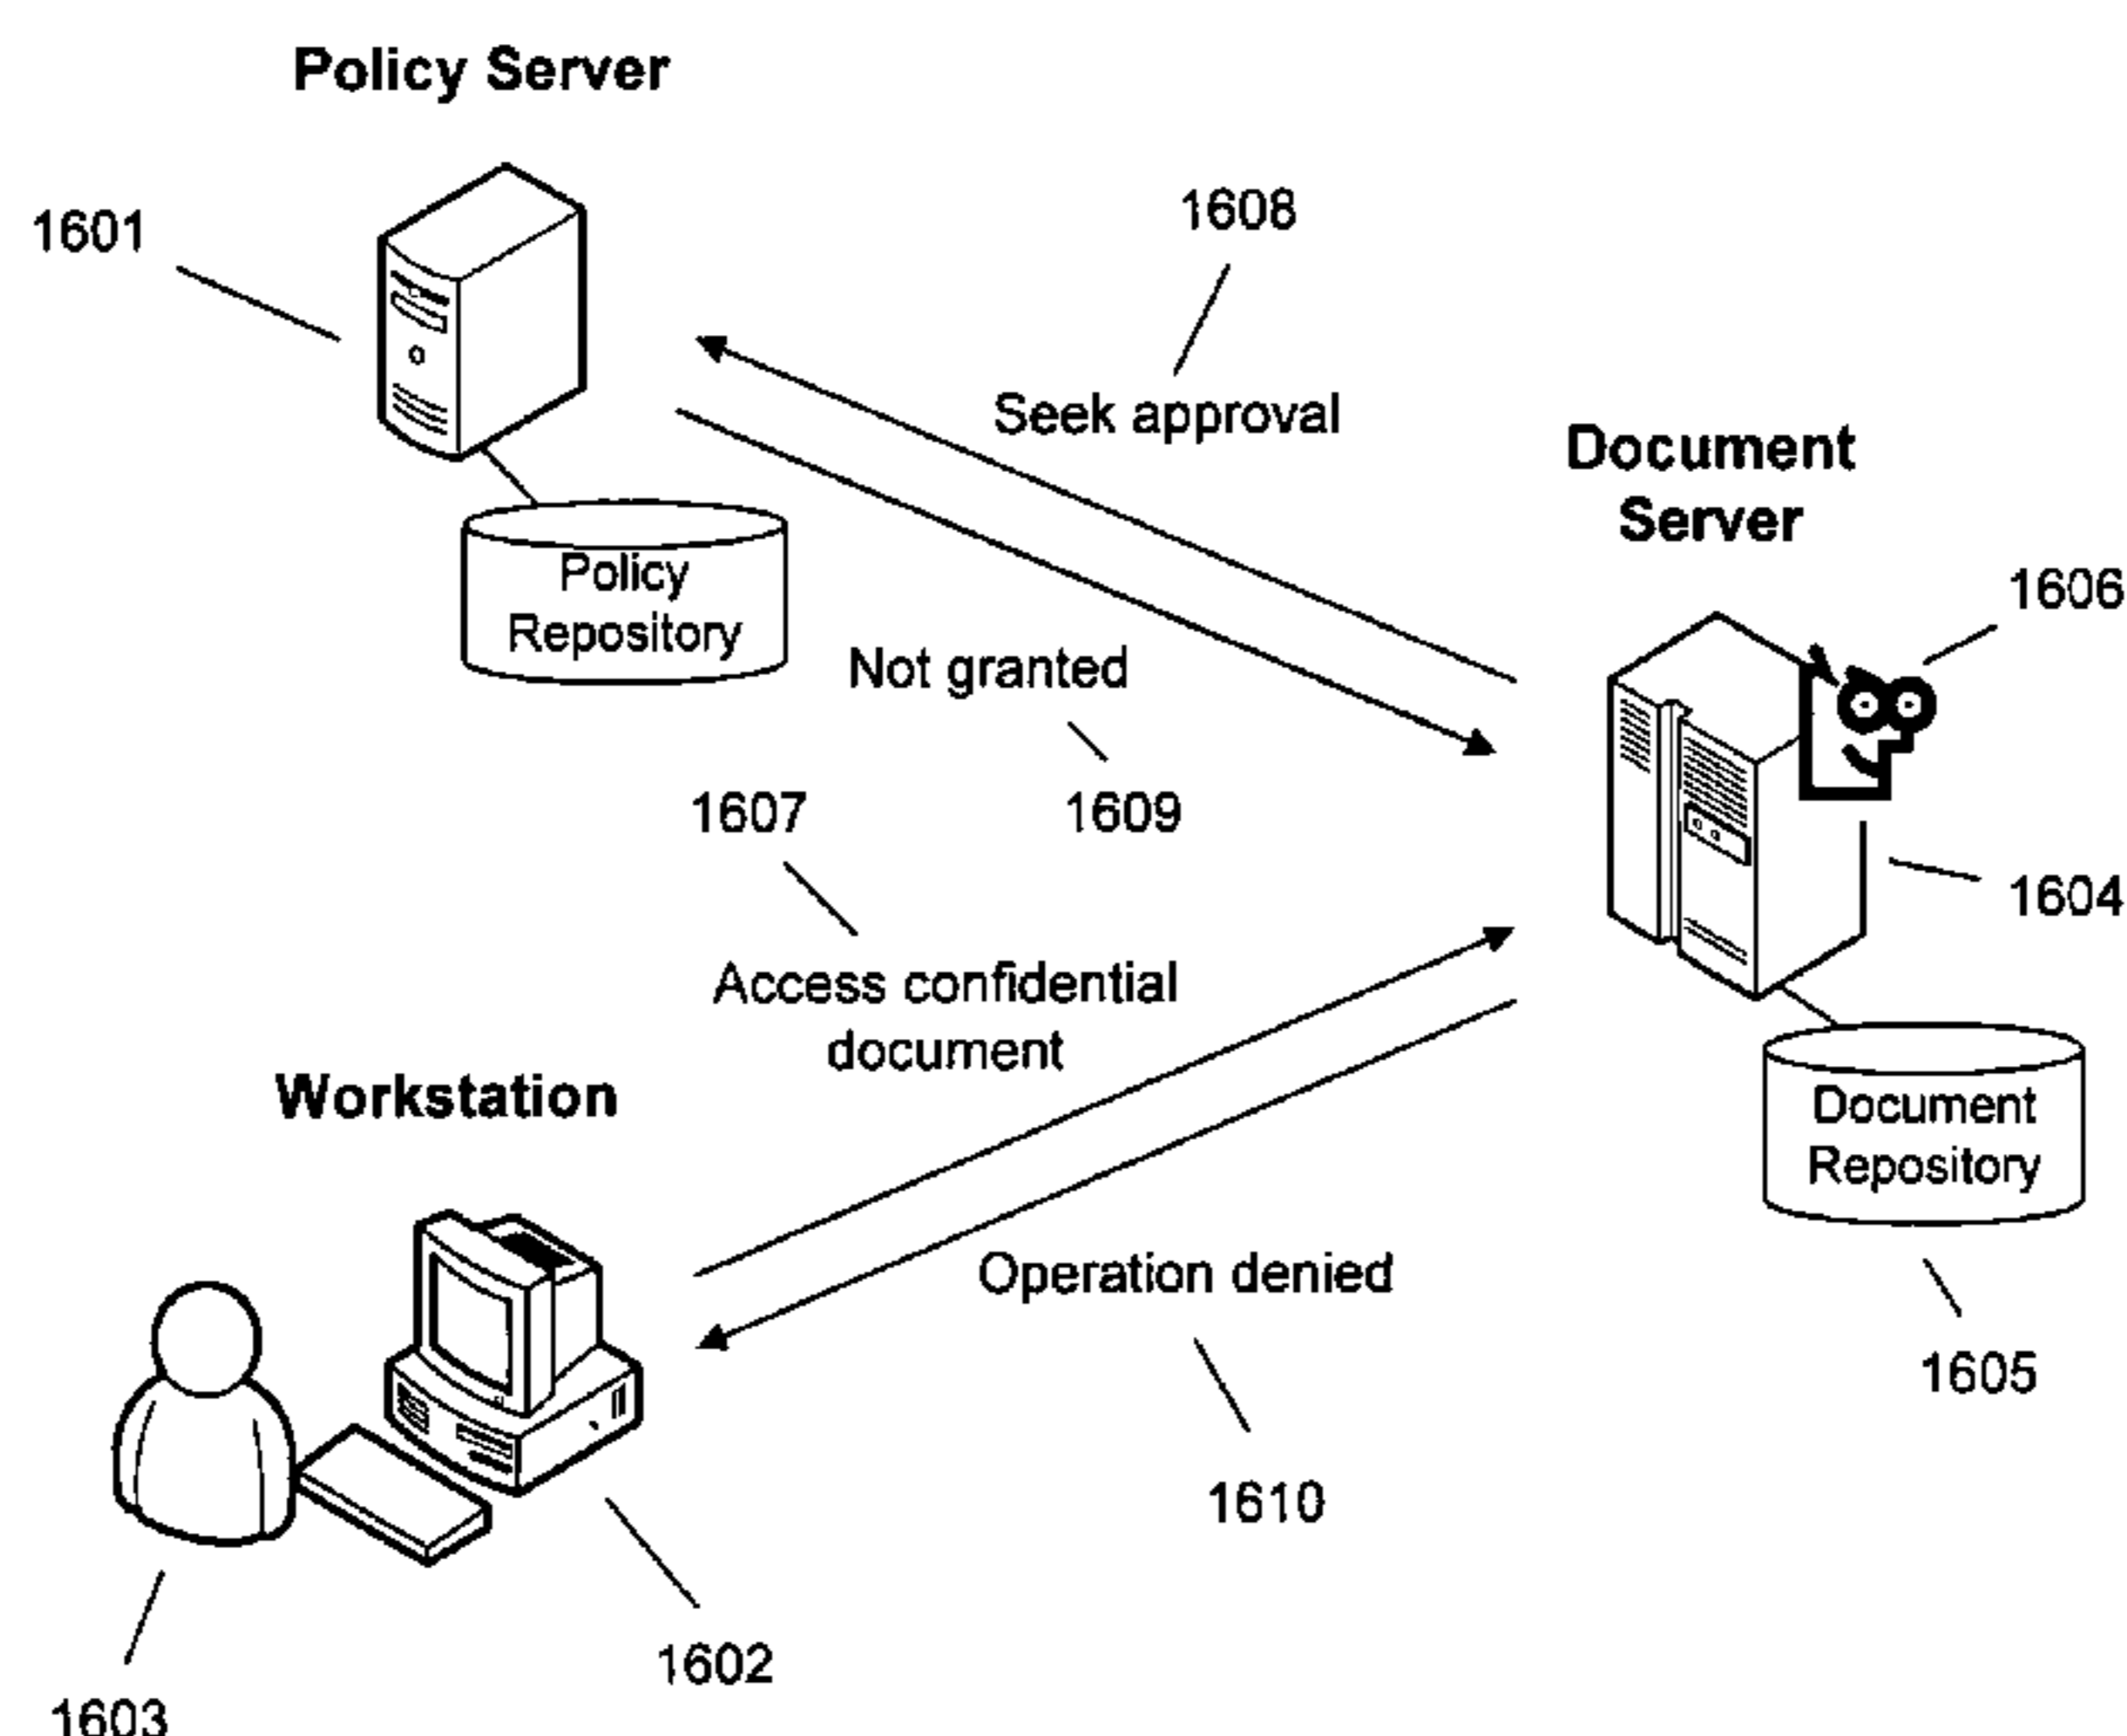 Policy Server
1601
1608
Seek approval
Document
Server
1606
Policy
Repository
Not granted
1607
1609
1604
Access confidential
document
Workstation
Document
Repository
Operation denied
1605
1610
1602
1603